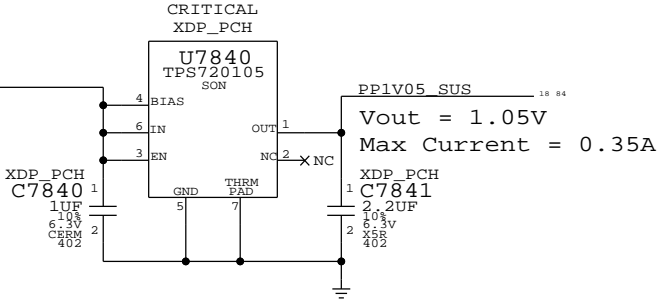 CRITICAL
XDP_PCH
U7840
TPS720105
SON
4 BIAS
6 IN
3 EN
OUT 1
NC 2 NC
GND
THRM
PAD
5
7
PP1V05_SUS 18 84
Vout = 1.05V
Max Current = 0.35A
XDP_PCH
C7840 1
1UF
10%
6.3V
CERM
402
2
XDP_PCH
1 C7841
2.2UF
10%
6.3V
X5R
402
2